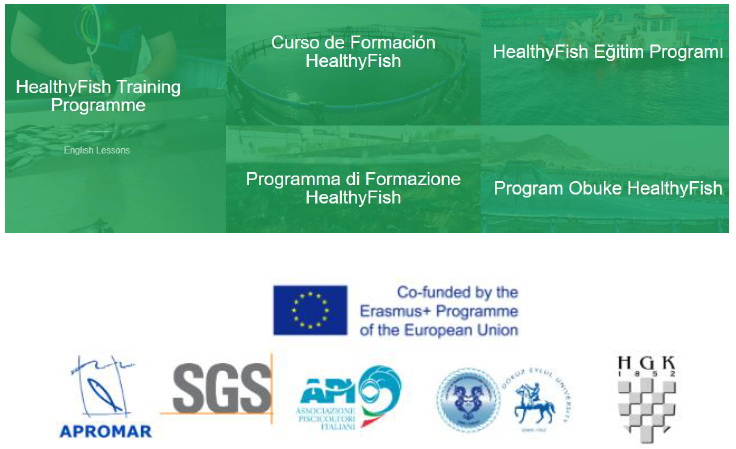 HealthyFish Training
Programme
English Lessons
Curso de Formación
HealthyFish
HealthyFish Eğitim Programı
Programma di Formazione
HealthyFish
Program Obuke HealthyFish
Co-funded by the
Erasmus+ Programme
of the European Union
APROMAR
SGS
API
ASSOCIAZIONE
PISCICOLTORI
ITALIANI
DOKUZ EYLUL UNIVERSITY
HGK
1852